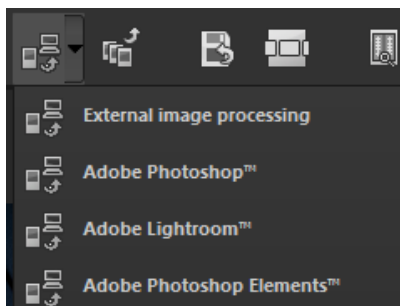 External image processing
Adobe Photoshop™
Adobe Lightroom™
Adobe Photoshop Elements™